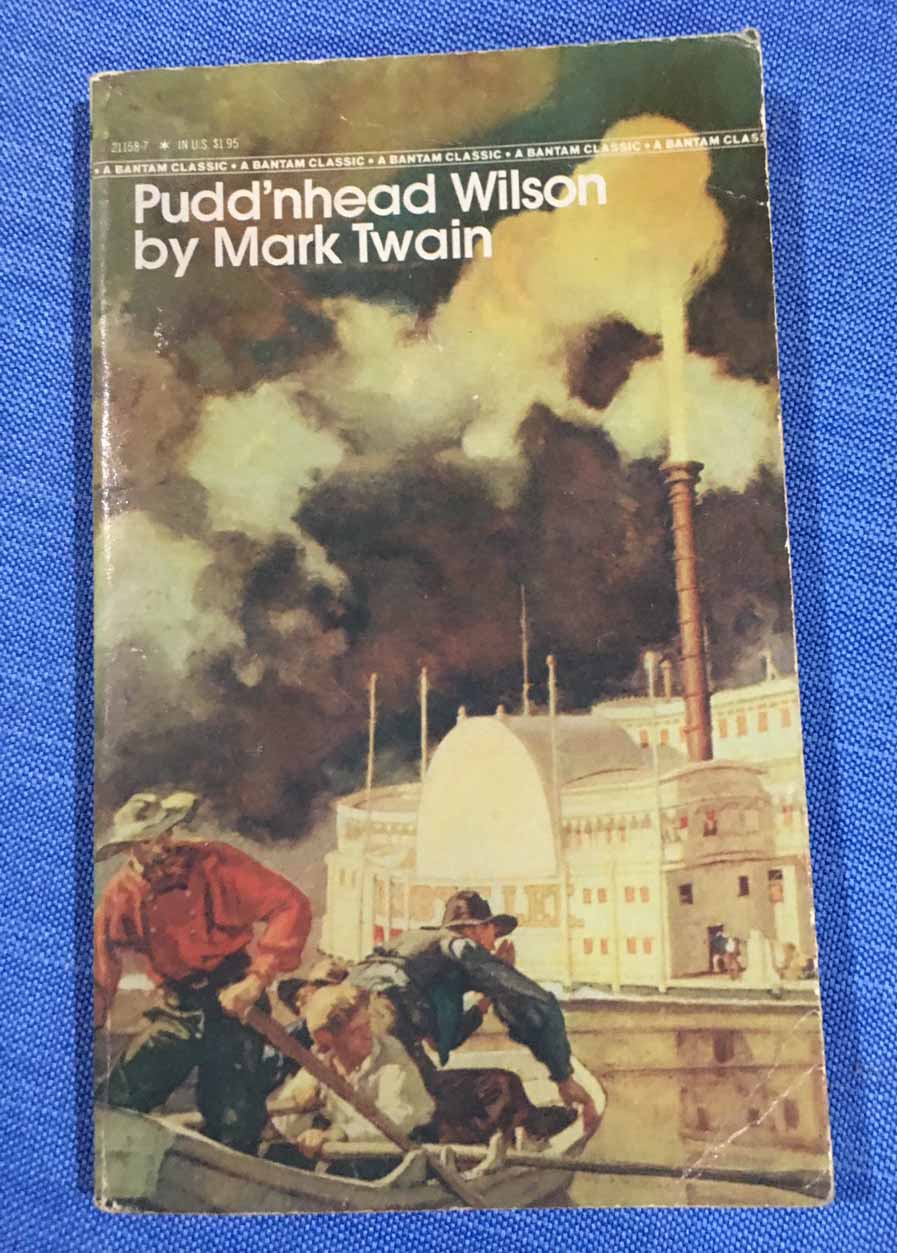 21158-7 * IN U.S. $1.95
• A BANTAM CLASSIC • A BANTAM CLASSIC • A BANTAM CLASSIC • A BANTAM CLASSIC • A BANTAM CLASS
Pudd'nhead Wilson
by Mark Twain